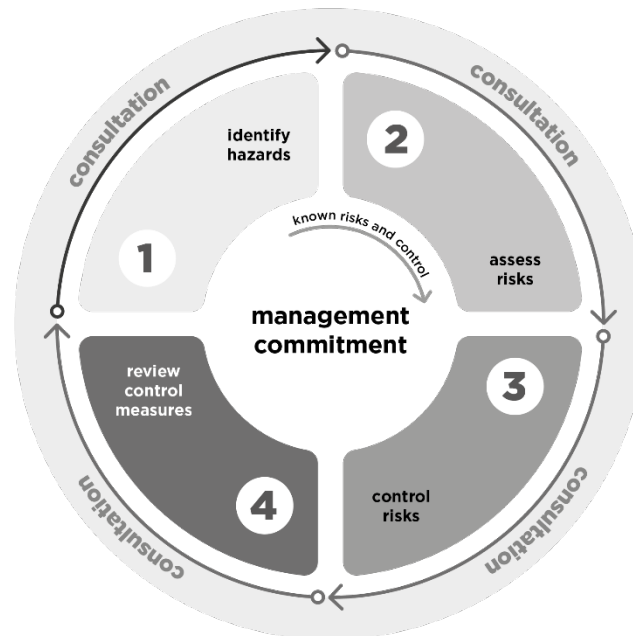 consultation
consultation
1
identify
hazards
2
assess
risks
known risks and control
management
commitment
3
control
risks
4
review
control
measures
consultation
consultation